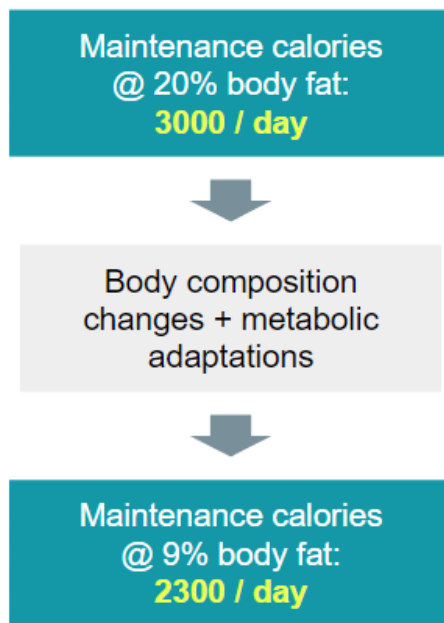 Maintenance calories
@ 20% body fat:
3000 / day
Body composition
changes + metabolic
adaptations
Maintenance calories
@ 9% body fat:
2300 / day